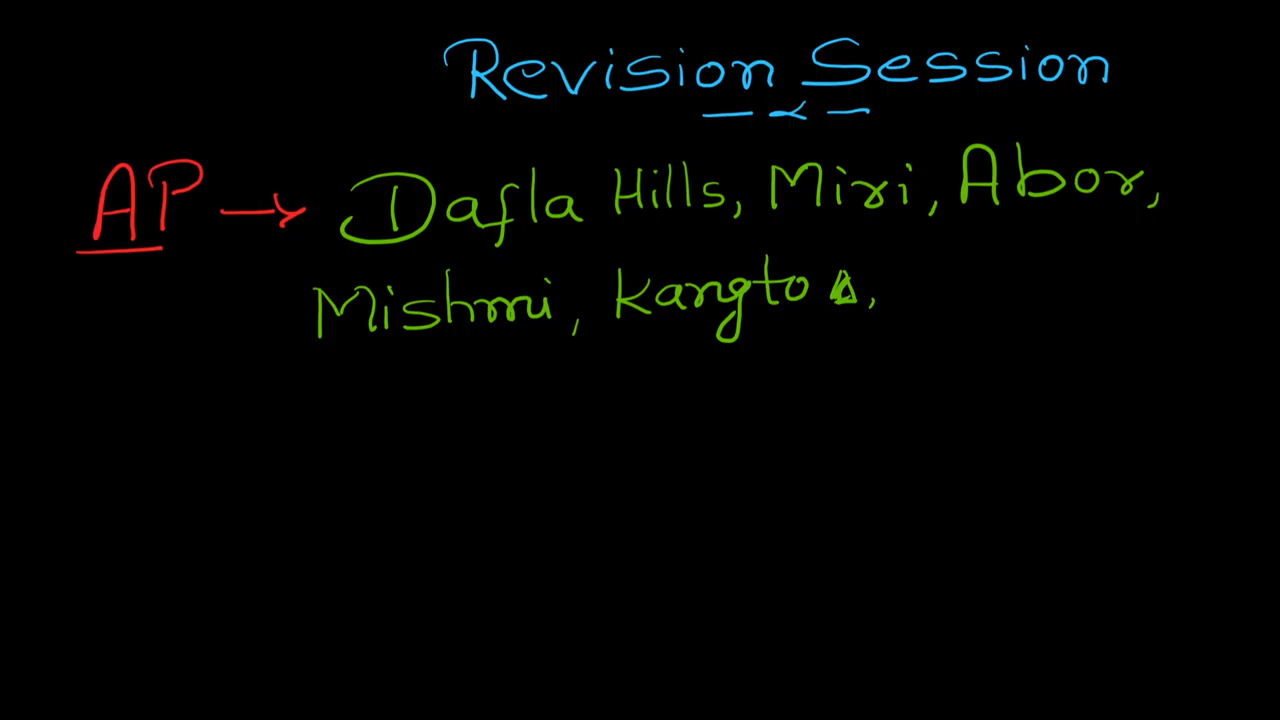 Revision Session
AP → Dafla Hills, Miri, Abor,
Mishmi, Kangto Δ,